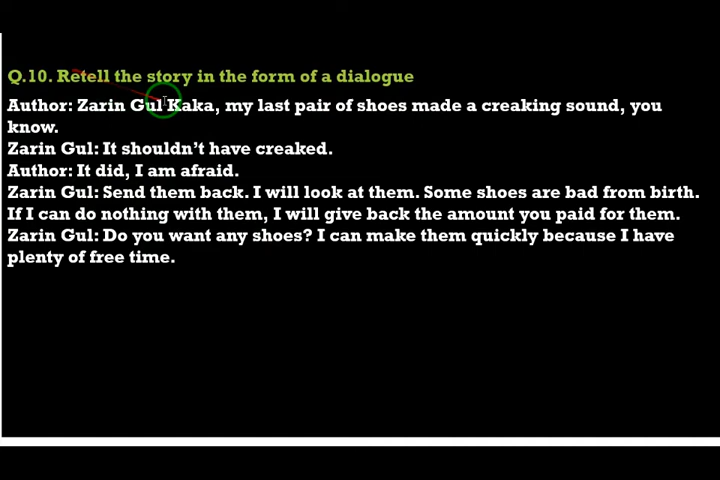 Q.10. Retell the story in the form of a dialogue
Author: Zarin Gul Kaka, my last pair of shoes made a creaking sound, you
know.
Zarin Gul: It shouldn't have creaked.
Author: It did, I am afraid.
Zarin Gul: Send them back. I will look at them. Some shoes are bad from birth.
If I can do nothing with them, I will give back the amount you paid for them.
Zarin Gul: Do you want any shoes? I can make them quickly because I have
plenty of free time.